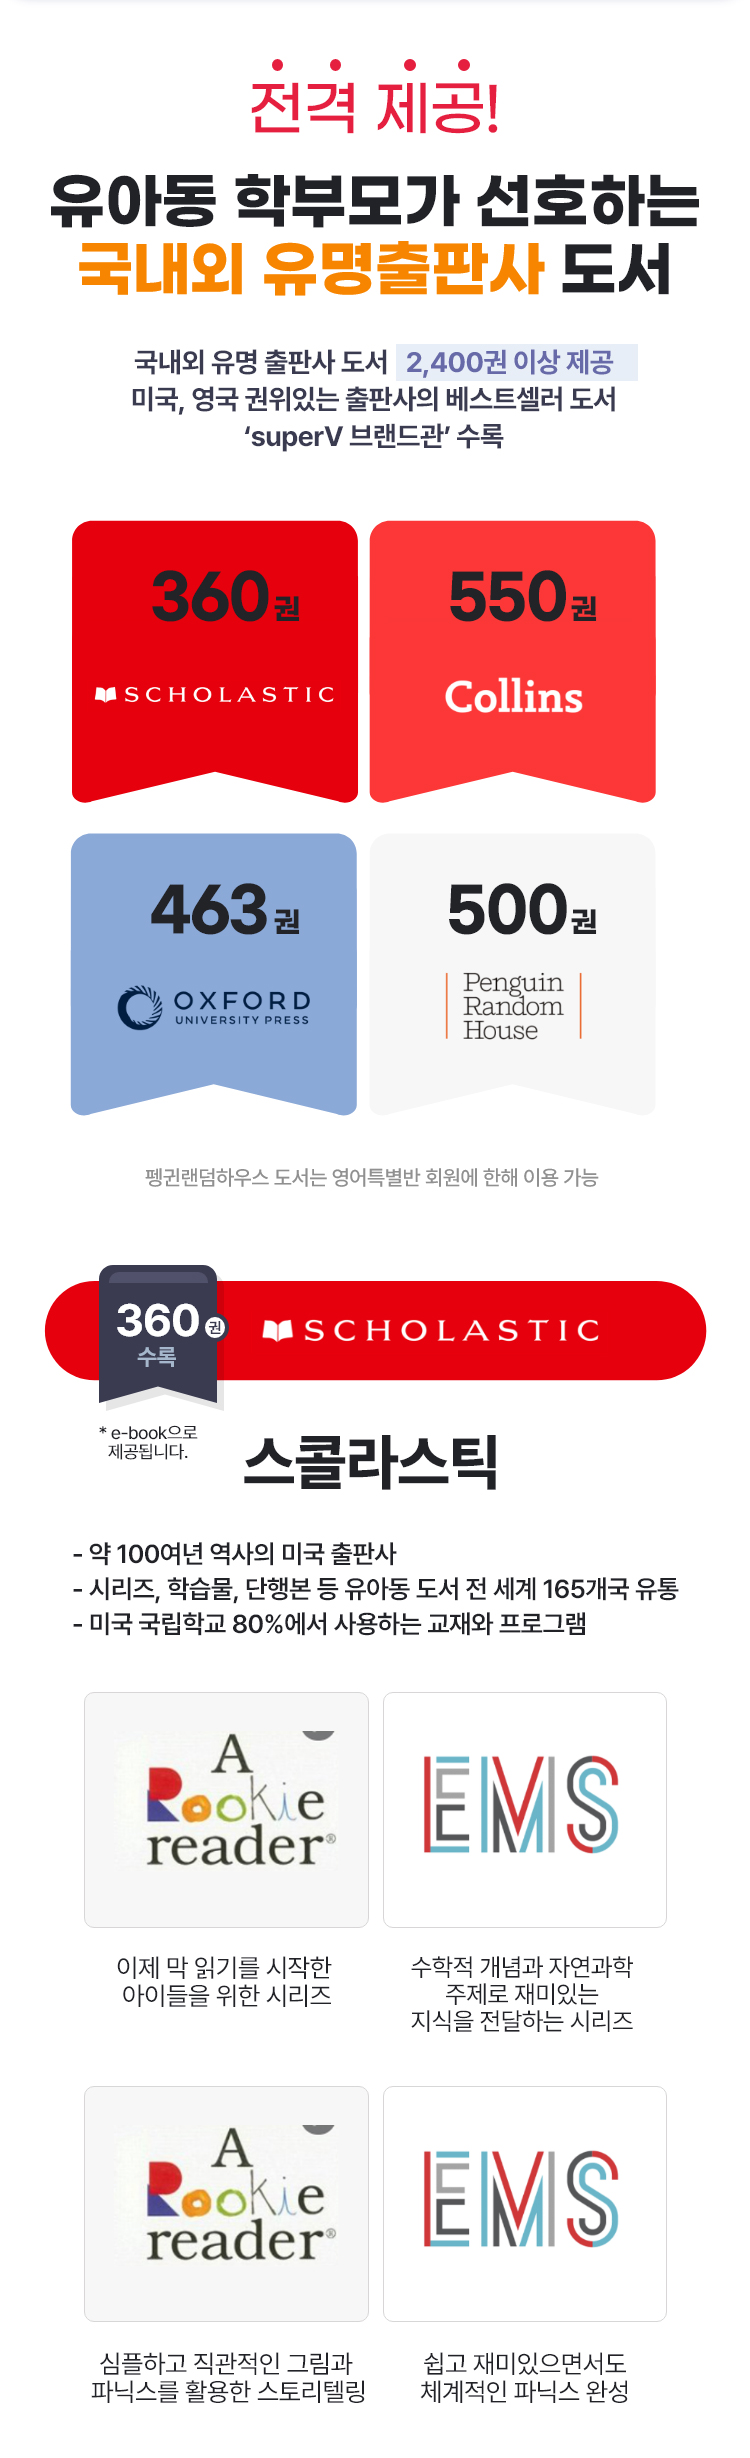 전격 제공!
유아동 학부모가 선호하는
국내외 유명출판사 도서
국내외 유명 출판사 도서 2,400권 이상 제공
미국, 영국 권위있는 출판사의 베스트셀러 도서
‘superV 브랜드관’ 수록
360권
SCHOLASTIC
550권
Collins
463권
OXFORD
UNIVERSITY PRESS
500권
Penguin
Random
House
펭귄랜덤하우스 도서는 영어특별반 회원에 한해 이용 가능
360권
수록
SCHOLASTIC
* e-book으로
제공됩니다.
스콜라스틱
- 약 100여년 역사의 미국 출판사
- 시리즈, 학습물, 단행본 등 유아동 도서 전 세계 165개국 유통
- 미국 국립학교 80%에서 사용하는 교재와 프로그램
A
Rookie
reader®
이제 막 읽기를 시작한
아이들을 위한 시리즈
EMS
수학적 개념과 자연과학
주제로 재미있는
지식을 전달하는 시리즈
A
Rookie
reader®
심플하고 직관적인 그림과
파닉스를 활용한 스토리텔링
EMS
쉽고 재미있으면서도
체계적인 파닉스 완성